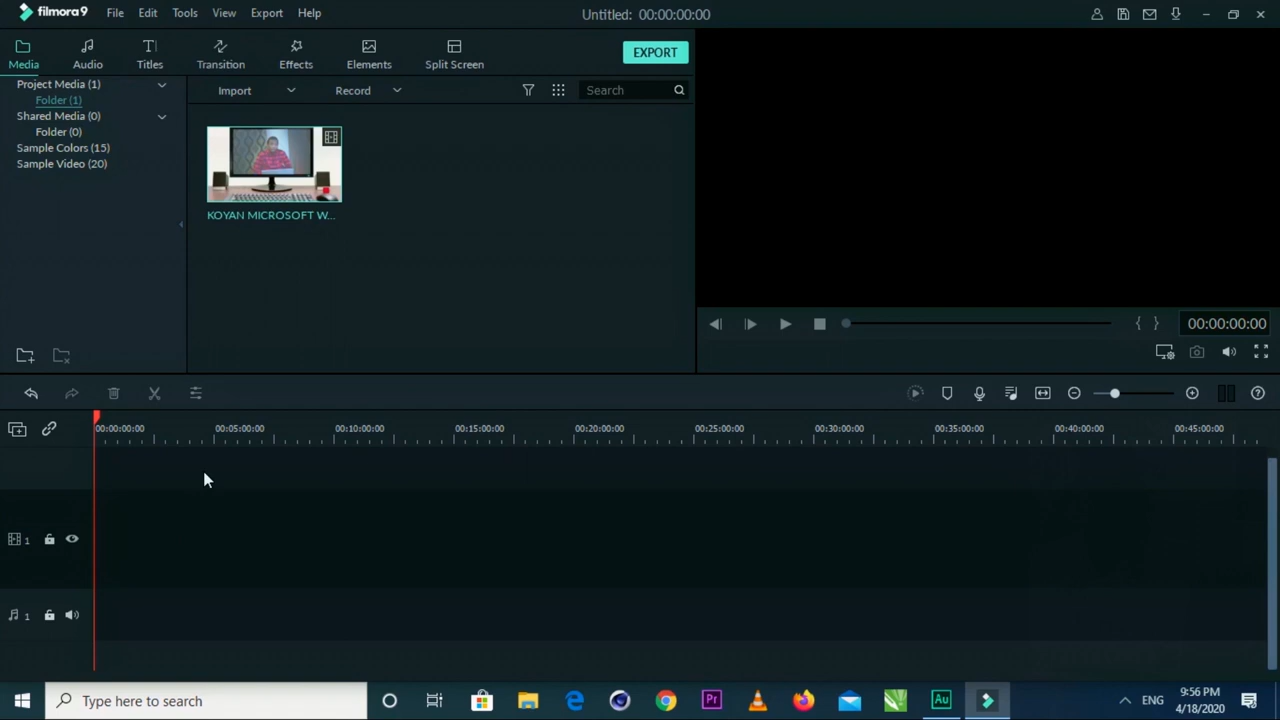 filmora9 File Edit Tools View Export Help Untitled: 00:00:00:00
Media Audio Titles Transition Effects Elements Split Screen EXPORT
Project Media (1)
Folder (1)
Shared Media (0)
Folder (0)
Sample Colors (15)
Sample Video (20)
Import Record Search
KOYAN MICROSOFT W...
{ } 00:00:00:00
00:00:00:00 00:05:00:00 00:10:00:00 00:15:00:00 00:20:00:00 00:25:00:00 00:30:00:00 00:35:00:00 00:40:00:00 00:45:00:00
1
1
Type here to search Pr Au ENG 9:56 PM
4/18/2020